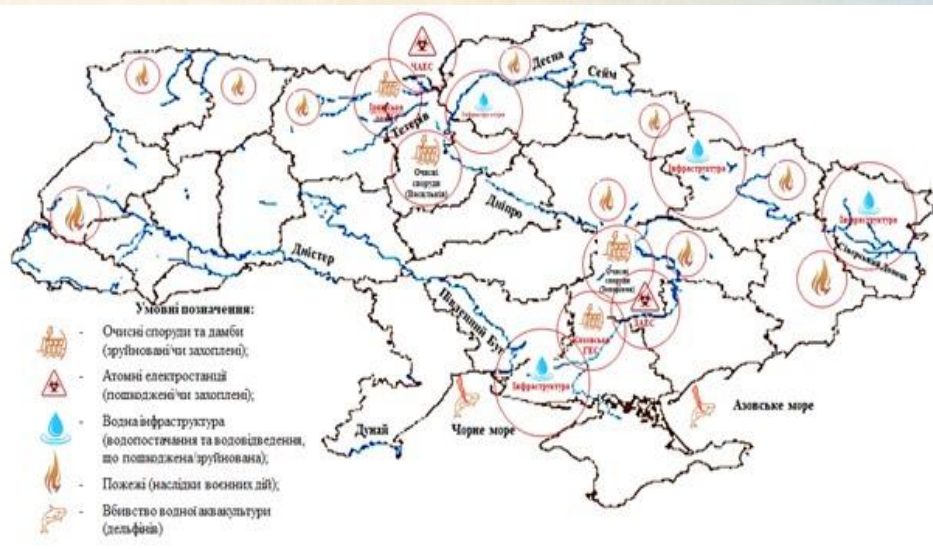 ЧАЕС
Десна
Сейм
Ірпінська
Тетерів
Інфраструктура
Очисні
споруди
(Васильків)
Інфраструктура
Інфраструктура
Дніпро
Очисні
споруди
Дністер
Сіверський Донець
ЗАЕС
Каховська
ГЕС
Південний Буг
Інфраструктура
Дунай
Чорне море
Азовське море
Умовні позначення:
- Очисні споруди та дамби
(зруйновані/чи захоплені);
- Атомні електростанції
(пошкоджені/чи захоплені);
- Водна інфраструктура
(водопостачання та водовідведення,
що пошкоджена/зруйнована);
- Пожежі (наслідки воєнних дій);
- Вбивство водної аквакультури
(дельфінів)